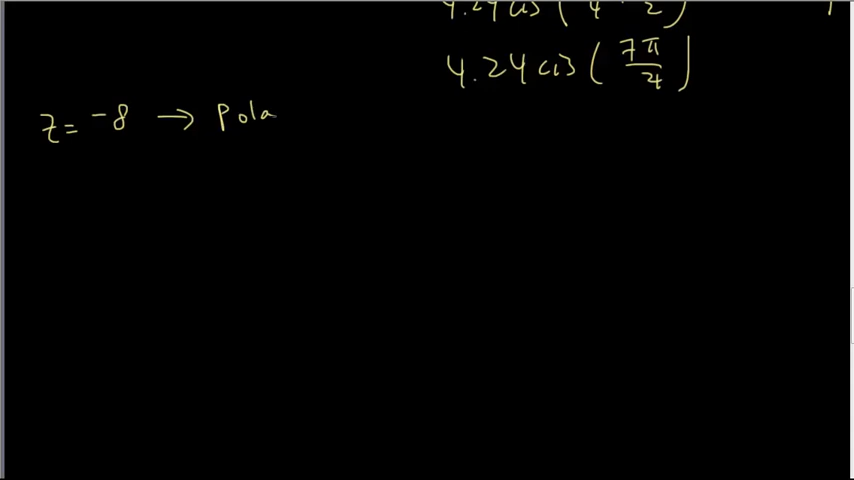 4.24 cis ( 7π/4 )
z = -8 → Pola